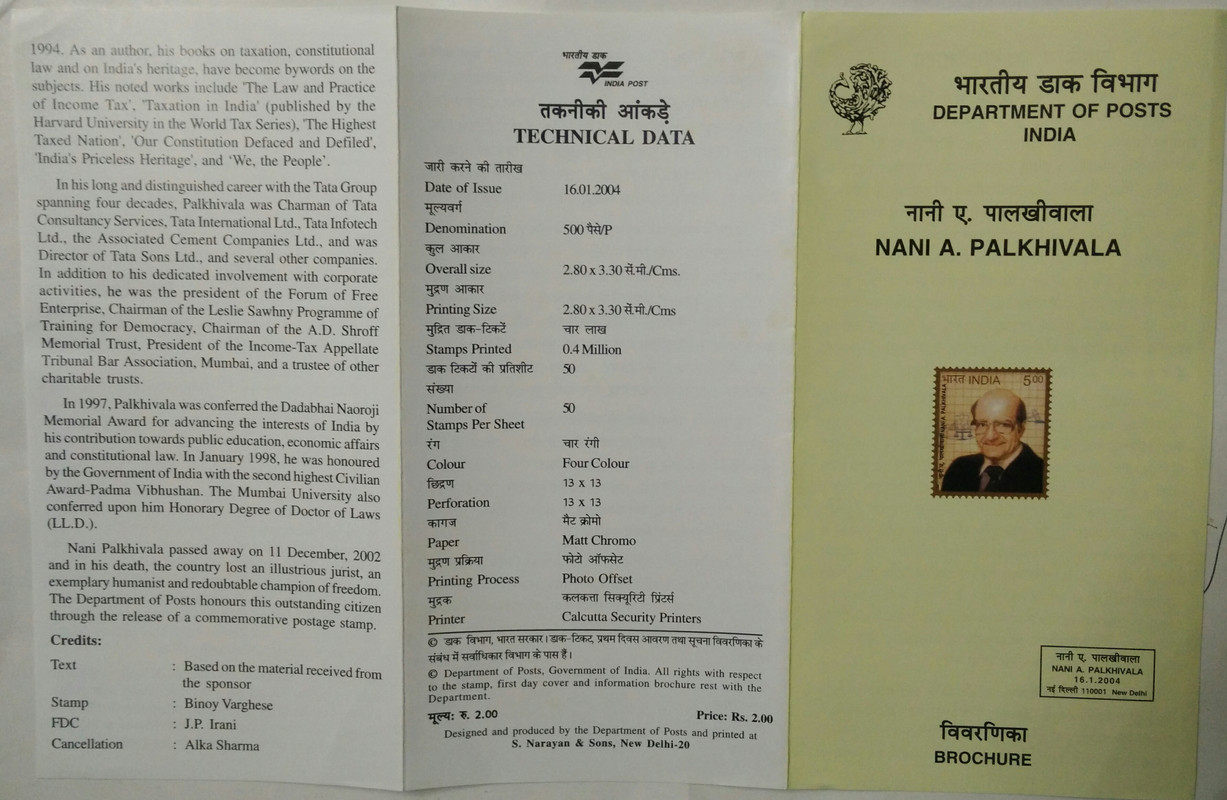 1994. As an author, his books on taxation, constitutional
law and on India's heritage, have become bywords on the
subjects. His noted works include 'The Law and Practice
of Income Tax', 'Taxation in India' (published by the
Harvard University in the World Tax Series), 'The Highest
Taxed Nation', 'Our Constitution Defaced and Defiled',
'India's Priceless Heritage', and 'We, the People'.
In his long and distinguished career with the Tata Group
spanning four decades, Palkhivala was Charman of Tata
Consultancy Services, Tata International Ltd., Tata Infotech
Ltd., the Associated Cement Companies Ltd., and was
Director of Tata Sons Ltd., and several other companies.
In addition to his dedicated involvement with corporate
activities, he was the president of the Forum of Free
Enterprise, Chairman of the Leslie Sawhny Programme of
Training for Democracy, Chairman of the A.D. Shroff
Memorial Trust, President of the Income-Tax Appellate
Tribunal Bar Association, Mumbai, and a trustee of other
charitable trusts.
In 1997, Palkhivala was conferred the Dadabhai Naoroji
Memorial Award for advancing the interests of India by
his contribution towards public education, economic affairs
and constitutional law. In January 1998, he was honoured
by the Government of India with the second highest Civilian
Award-Padma Vibhushan. The Mumbai University also
conferred upon him Honorary Degree of Doctor of Laws
(LL.D.).
Nani Palkhivala passed away on 11 December, 2002
and in his death, the country lost an illustrious jurist, an
exemplary humanist and redoubtable champion of freedom.
The Department of Posts honours this outstanding citizen
through the release of a commemorative postage stamp.
Credits:
Text : Based on the material received from
the sponsor
Stamp : Binoy Varghese
FDC : J.P. Irani
Cancellation : Alka Sharma
भारतीय डाक
INDIA POST
तकनीकी आंकड़े
TECHNICAL DATA
जारी करने की तारीख
Date of Issue 16.01.2004
मूल्यवर्ग
Denomination 500 पैसे/P
कुल आकार
Overall size 2.80 x 3.30 सें.मी./Cms.
मुद्रण आकार
Printing Size 2.80 x 3.30 सें.मी./Cms
मुद्रित डाक-टिकटें चार लाख
Stamps Printed 0.4 Million
डाक टिकटों की प्रतिशीट 50
संख्या
Number of 50
Stamps Per Sheet
रंग चार रंगी
Colour Four Colour
छिद्रण 13 x 13
Perforation 13 x 13
कागज मैट क्रोमो
Paper Matt Chromo
मुद्रण प्रक्रिया फोटो ऑफसेट
Printing Process Photo Offset
मुद्रक कलकत्ता सिक्यूरिटी प्रिंटर्स
Printer Calcutta Security Printers
© डाक विभाग, भारत सरकार। डाक-टिकट, प्रथम दिवस आवरण तथा सूचना विवरणिका के
संबंध में सर्वाधिकार विभाग के पास हैं।
© Department of Posts, Government of India. All rights with respect
to the stamp, first day cover and information brochure rest with the
Department.
मूल्य: रु. 2.00 Price: Rs. 2.00
Designed and produced by the Department of Posts and printed at
S. Narayan & Sons, New Delhi-20
भारतीय डाक विभाग
DEPARTMENT OF POSTS
INDIA
नानी ए. पालखीवाला
NANI A. PALKHIVALA
भारत INDIA 5.00
नानी ए. पालखीवाला NANI A. PALKHIVALA
नानी ए. पालखीवाला
NANI A. PALKHIVALA
16.1.2004
नई दिल्ली 110001 New Delhi
विवरणिका
BROCHURE